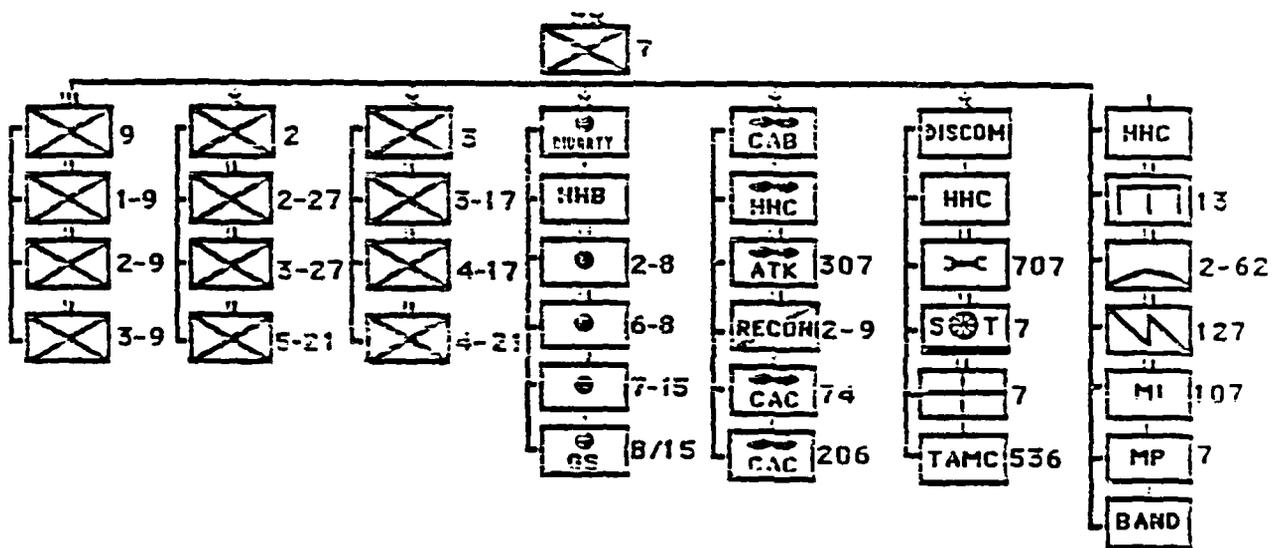 7
9
1-9
2-9
3-9
2
2-27
3-27
5-21
3
3-17
4-17
4-21
DIVARTY
HHB
2-8
6-8
7-15
GS B/15
CAB
HHC
ATK 307
RECON 2-9
CAC 74
CAC 206
DISCOM
HHC
707
S T 7
7
TAMC 536
HHC
13
2-62
127
MI 107
MP 7
BAND